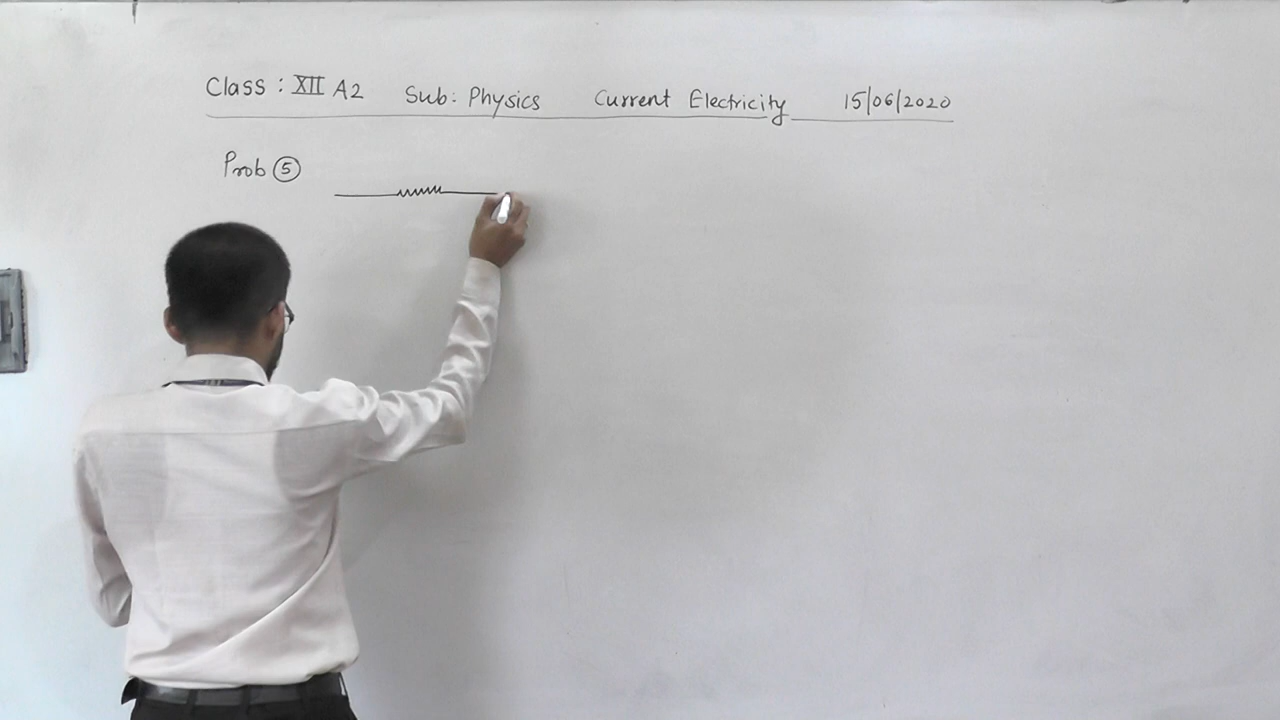 Class : XII A2 Sub: Physics Current Electricity 15/06/2020
Prob ⑤